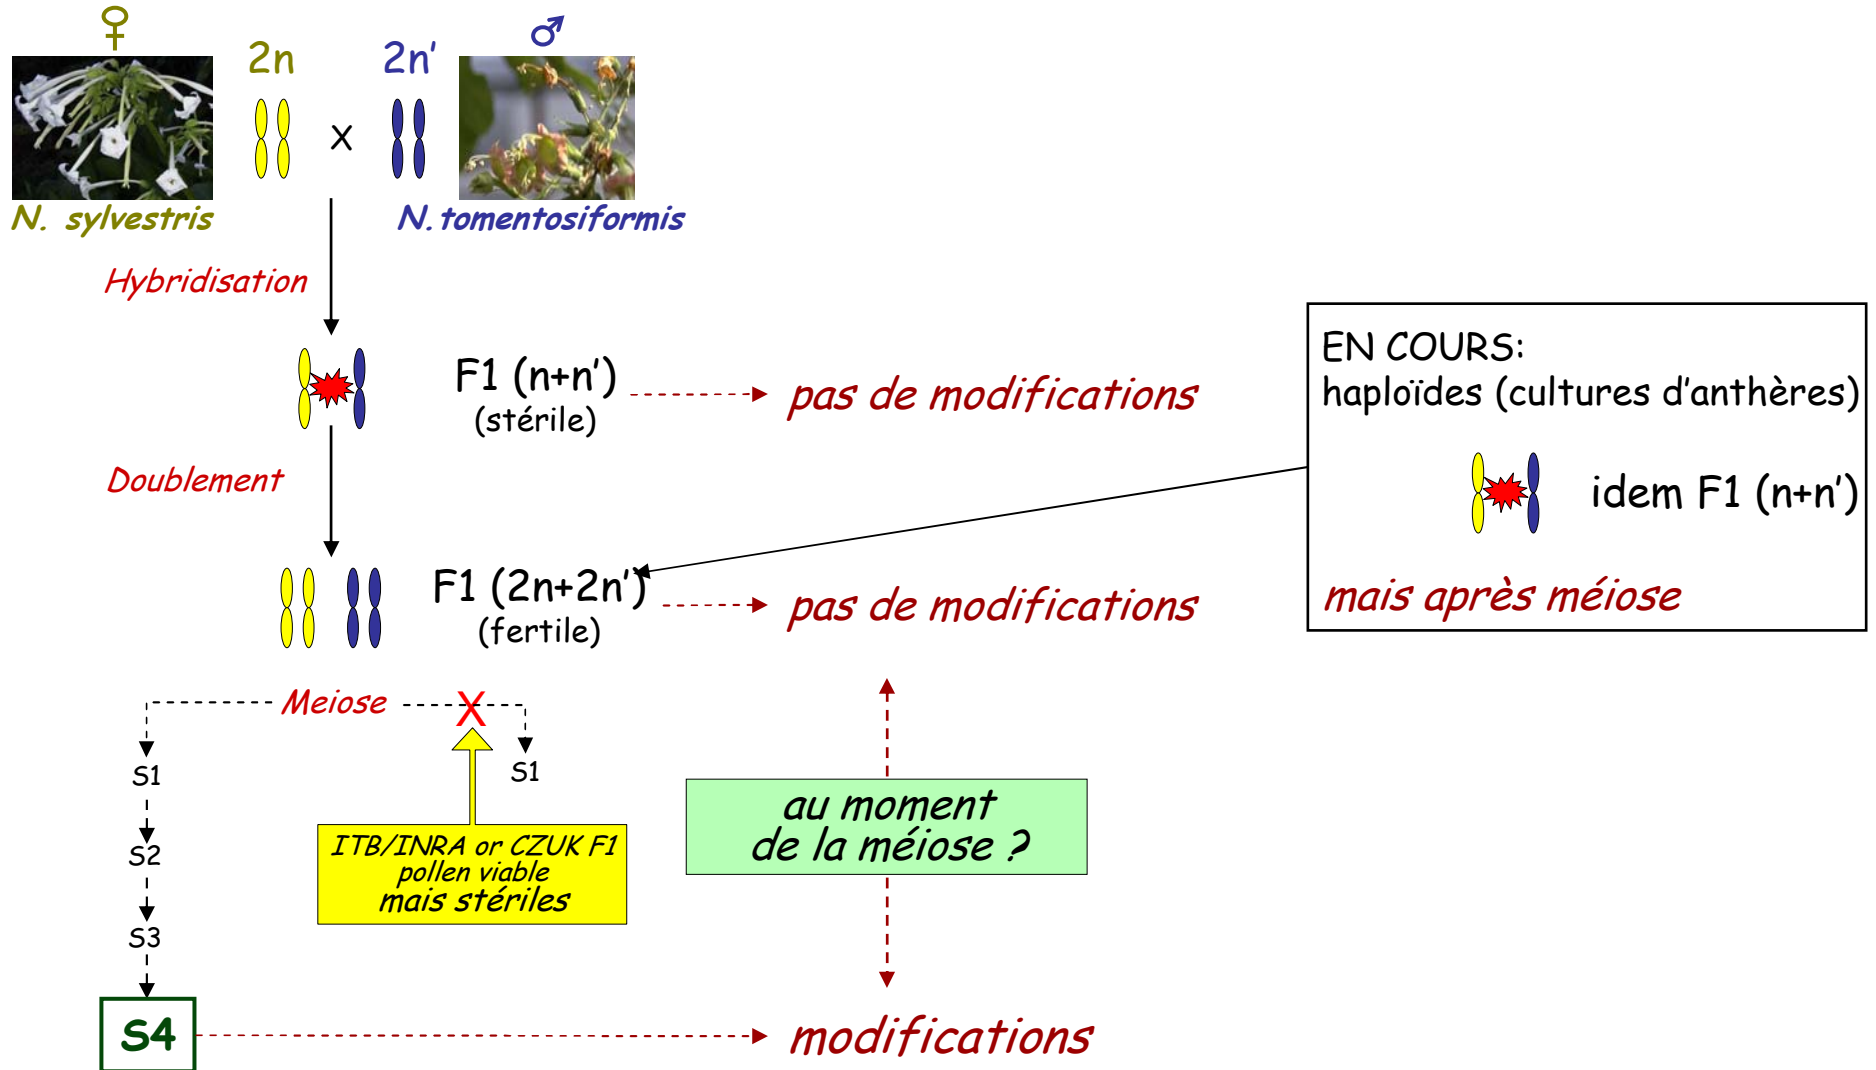 ♀
♂
2n
2n'
x
N. sylvestris
N. tomentosiformis
Hybridisation
F1 (n+n')
(stérile)
pas de modifications
EN COURS:
haploïdes (cultures d'anthères)
idem F1 (n+n')
mais après méiose
Doublement
F1 (2n+2n')
(fertile)
pas de modifications
Meiose
X
S1
S1
S2
S3
S4
ITB/INRA or CZUK F1
pollen viable
mais stériles
au moment
de la méiose ?
modifications